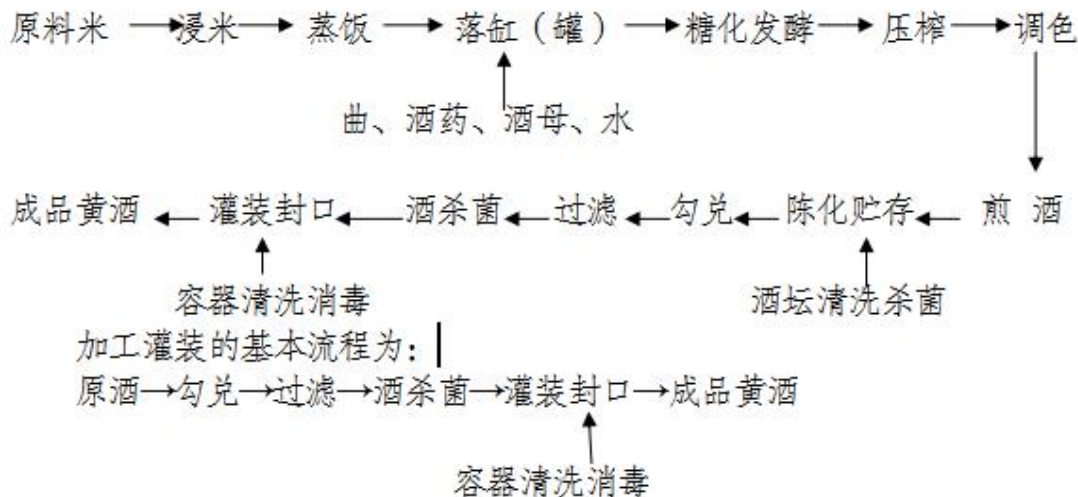 原料米→浸米→蒸饭→落缸（罐）→糖化发酵→压榨→调色
曲、酒药、酒母、水
成品黄酒←灌装封口←酒杀菌←过滤←勾兑←陈化贮存←煎 酒
容器清洗消毒 酒坛清洗杀菌
加工灌装的基本流程为：
原酒→勾兑→过滤→酒杀菌→灌装封口→成品黄酒
容器清洗消毒